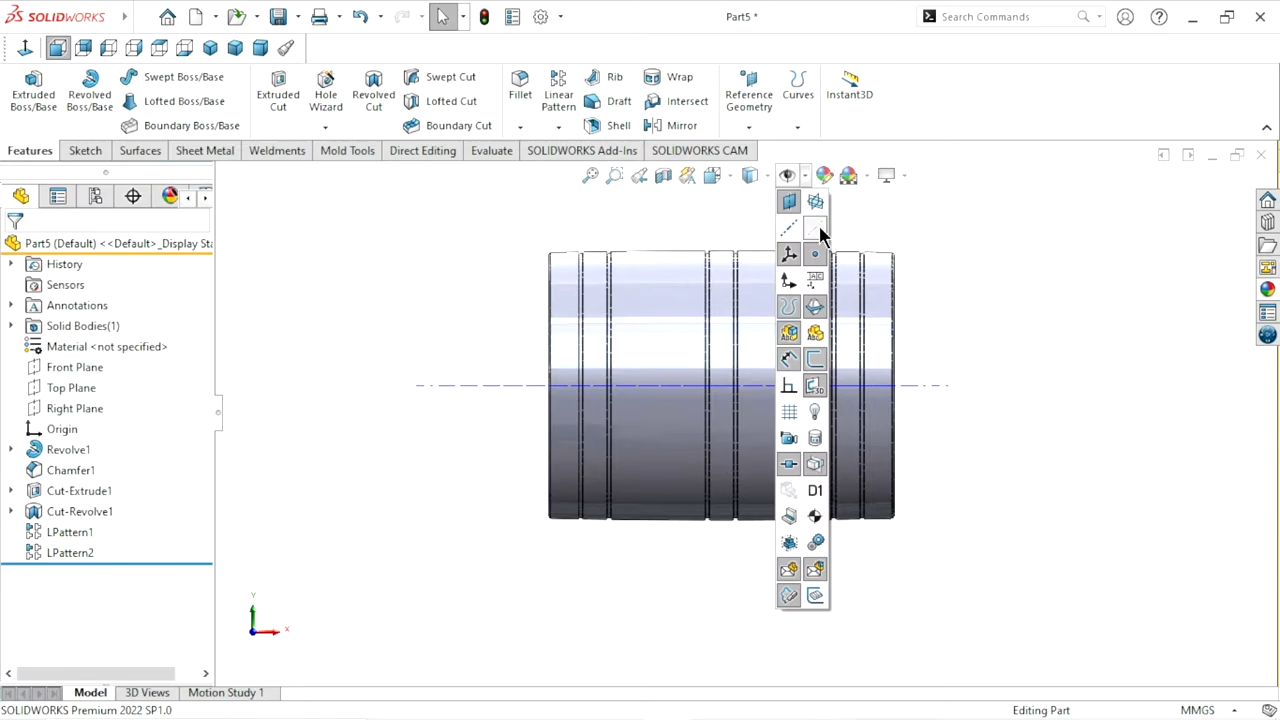 SOLIDWORKS
Part5 *
Search Commands
Extruded Boss/Base
Revolved Boss/Base
Swept Boss/Base
Lofted Boss/Base
Boundary Boss/Base
Extruded Cut
Hole Wizard
Revolved Cut
Swept Cut
Lofted Cut
Boundary Cut
Fillet
Linear Pattern
Rib
Draft
Shell
Wrap
Intersect
Mirror
Reference Geometry
Curves
Instant3D
Features
Sketch
Surfaces
Sheet Metal
Weldments
Mold Tools
Direct Editing
Evaluate
SOLIDWORKS Add-Ins
SOLIDWORKS CAM
Part5 (Default) <<Default>_Display Sta
History
Sensors
Annotations
Solid Bodies(1)
Material <not specified>
Front Plane
Top Plane
Right Plane
Origin
Revolve1
Chamfer1
Cut-Extrude1
Cut-Revolve1
LPattern1
LPattern2
D1
Y
X
Model
3D Views
Motion Study 1
SOLIDWORKS Premium 2022 SP1.0
Editing Part
MMGS